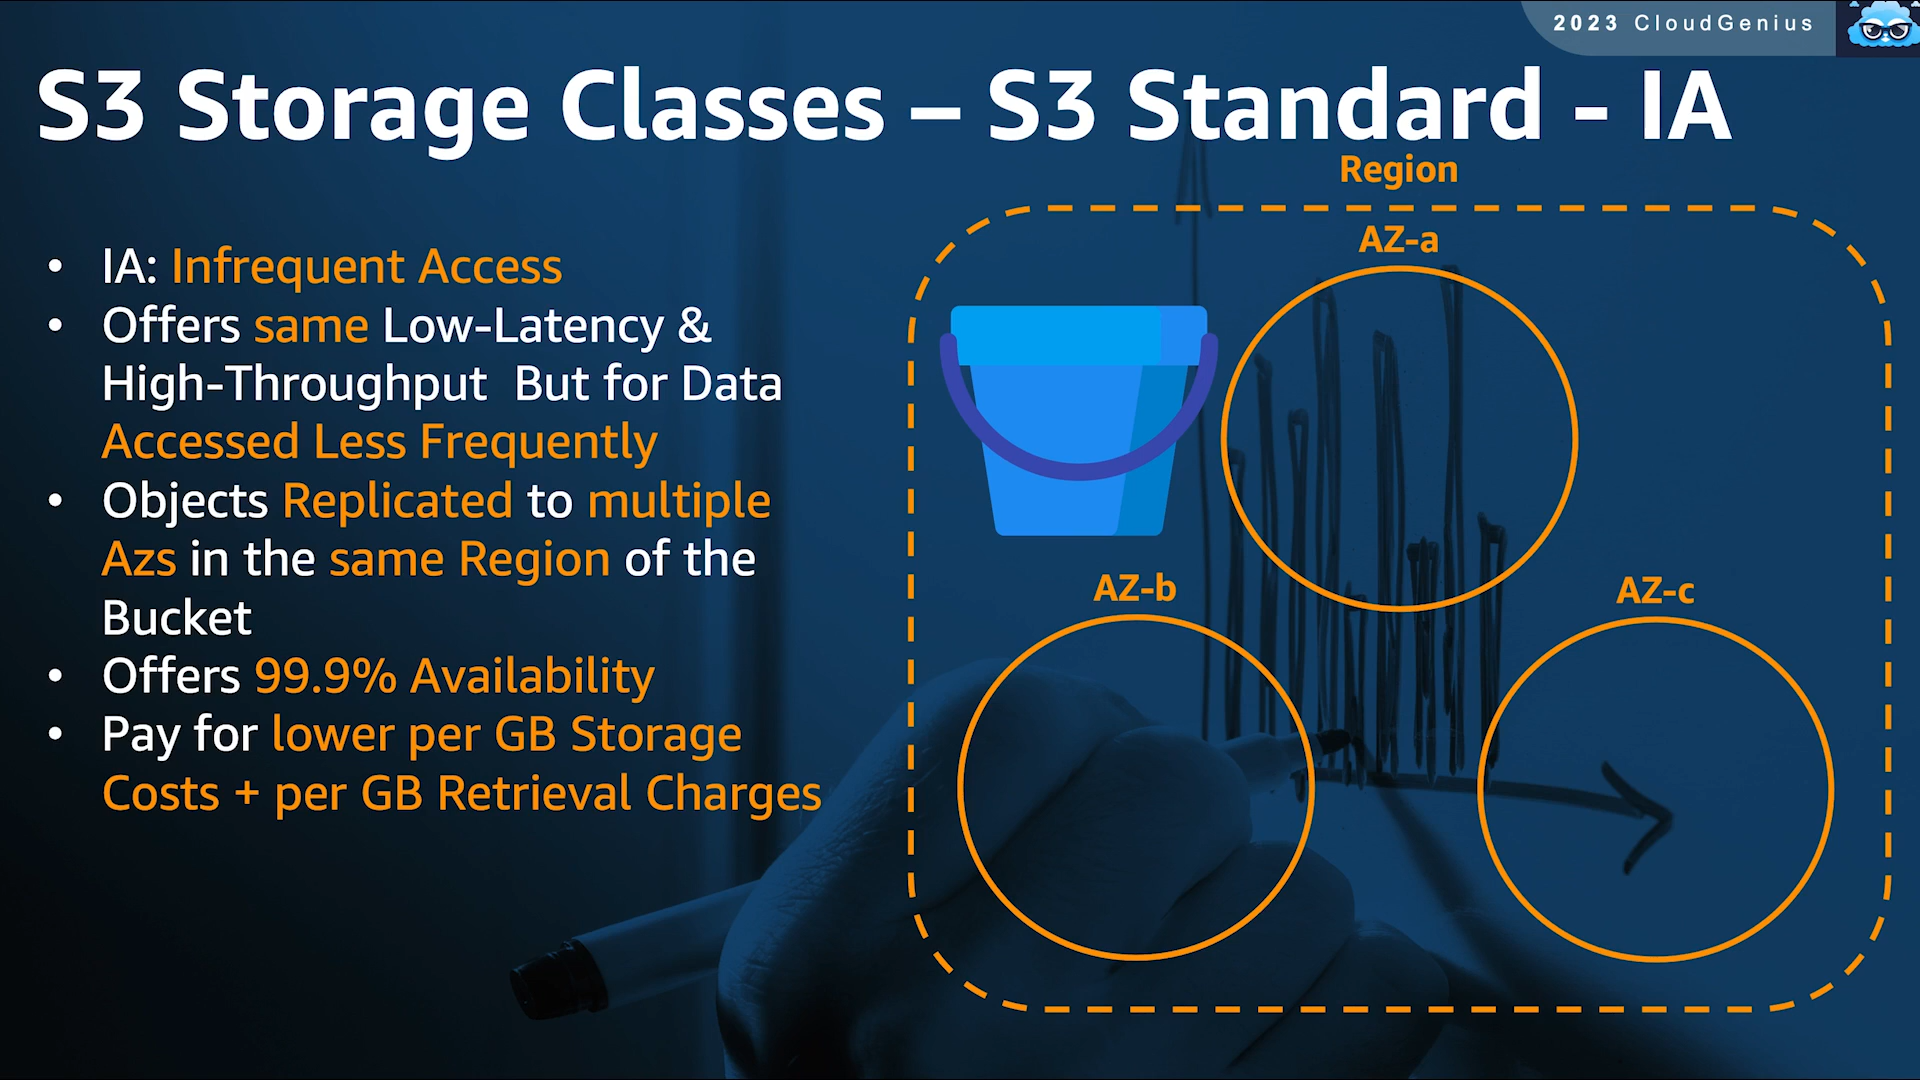 2023 CloudGenius
S3 Storage Classes – S3 Standard - IA
• IA: Infrequent Access
• Offers same Low-Latency &
High-Throughput  But for Data
Accessed Less Frequently
• Objects Replicated to multiple
Azs in the same Region of the
Bucket
• Offers 99.9% Availability
• Pay for lower per GB Storage
Costs + per GB Retrieval Charges
Region
AZ-a
AZ-b
AZ-c